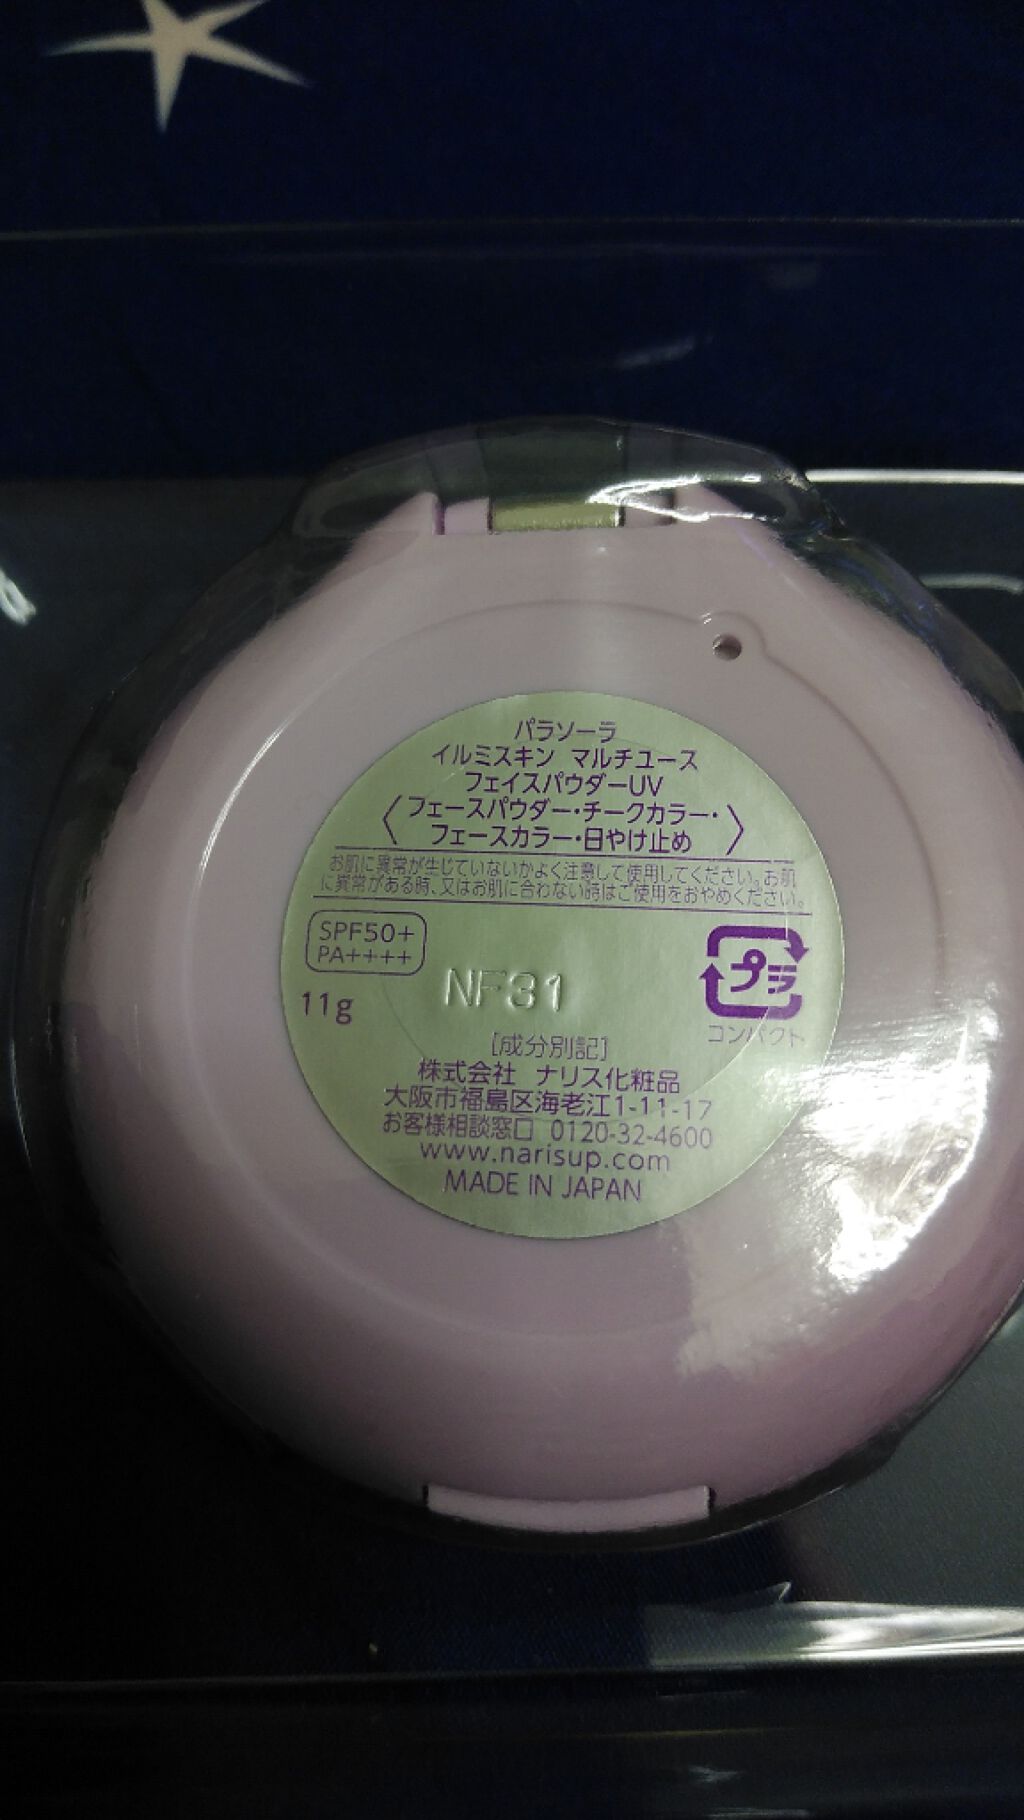 パラソーラ
イルミスキン マルチユース
フェイスパウダーUV
〈フェースパウダー・チークカラー・
フェースカラー・日やけ止め〉
お肌に異常が生じていないかよく注意して使用してください。お肌
に異常がある時、又はお肌に合わない時はご使用をおやめください。
SPF50+
PA++++
11g
NF31
プラ
コンパクト
[成分別記]
株式会社 ナリス化粧品
大阪市福島区海老江1-11-17
お客様相談窓口 0120-32-4600
www.narisup.com
MADE IN JAPAN